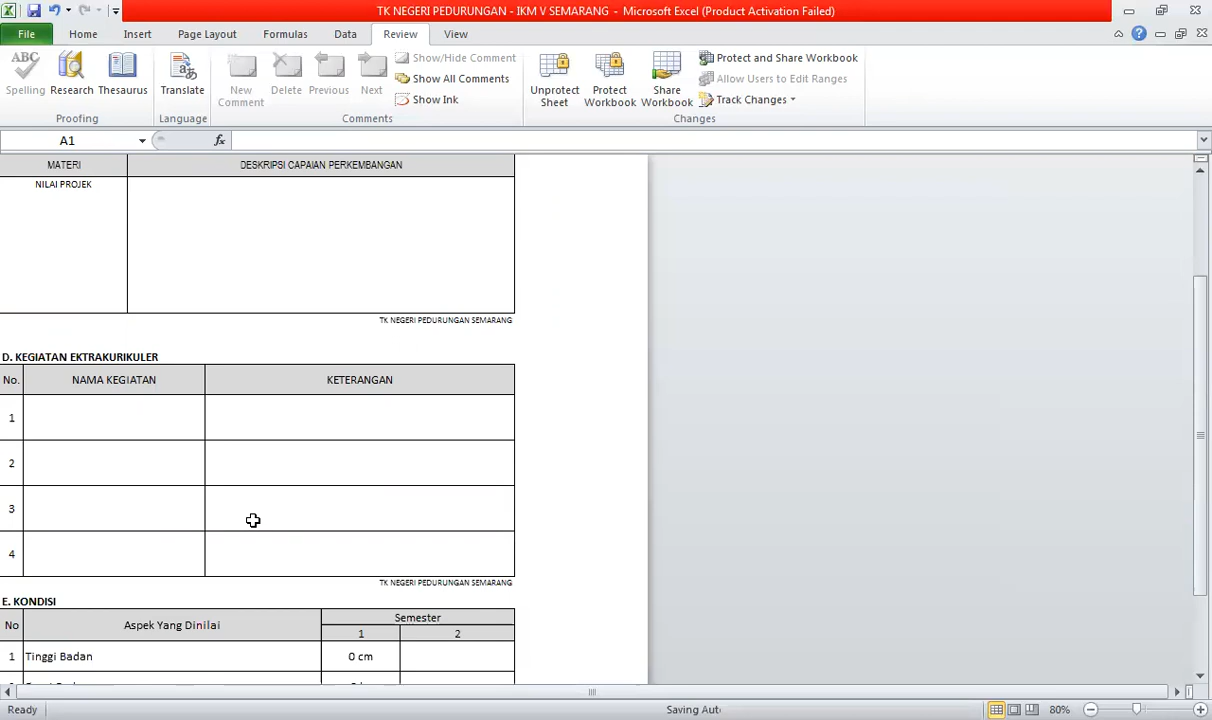 TK NEGERI PEDURUNGAN - IKM V SEMARANG - Microsoft Excel (Product Activation Failed)
File Home Insert Page Layout Formulas Data Review View
Spelling Research Thesaurus Translate New Comment Delete Previous Next Show/Hide Comment Show All Comments Show Ink Unprotect Sheet Protect Workbook Share Workbook Protect and Share Workbook Allow Users to Edit Ranges Track Changes
Proofing Language Comments Changes
A1 fx
MATERI DESKRIPSI CAPAIAN PERKEMBANGAN
NILAI PROJEK
TK NEGERI PEDURUNGAN SEMARANG
D. KEGIATAN EKTRAKURIKULER
No. NAMA KEGIATAN KETERANGAN
1
2
3
4
TK NEGERI PEDURUNGAN SEMARANG
E. KONDISI
No Aspek Yang Dinilai Semester
1 2
1 Tinggi Badan 0 cm
Ready Saving Aut 80%